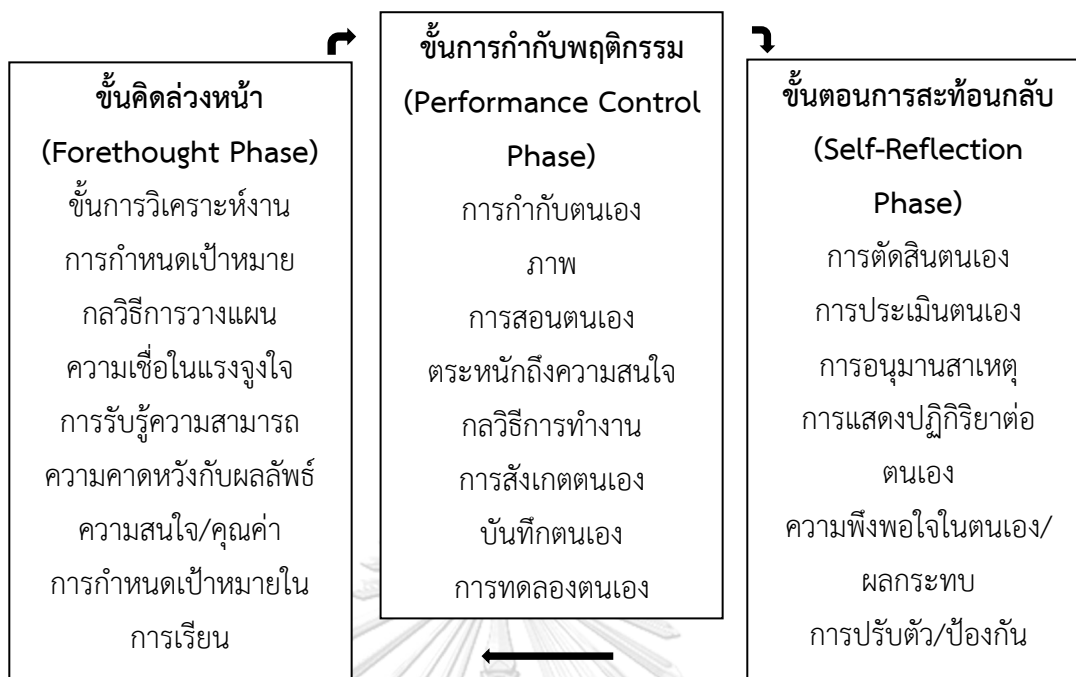 ขั้นคิดล่วงหน้า
(Forethought Phase)
ขั้นการวิเคราะห์งาน
การกำหนดเป้าหมาย
กลวิธีการวางแผน
ความเชื่อในแรงจูงใจ
การรับรู้ความสามารถ
ความคาดหวังกับผลลัพธ์
ความสนใจ/คุณค่า
การกำหนดเป้าหมายใน
การเรียน
ขั้นการกำกับพฤติกรรม
(Performance Control
Phase)
การกำกับตนเอง
ภาพ
การสอนตนเอง
ตระหนักถึงความสนใจ
กลวิธีการทำงาน
การสังเกตตนเอง
บันทึกตนเอง
การทดลองตนเอง
ขั้นตอนการสะท้อนกลับ
(Self-Reflection
Phase)
การตัดสินตนเอง
การประเมินตนเอง
การอนุมานสาเหตุ
การแสดงปฏิกิริยาต่อ
ตนเอง
ความพึงพอใจในตนเอง/
ผลกระทบ
การปรับตัว/ป้องกัน